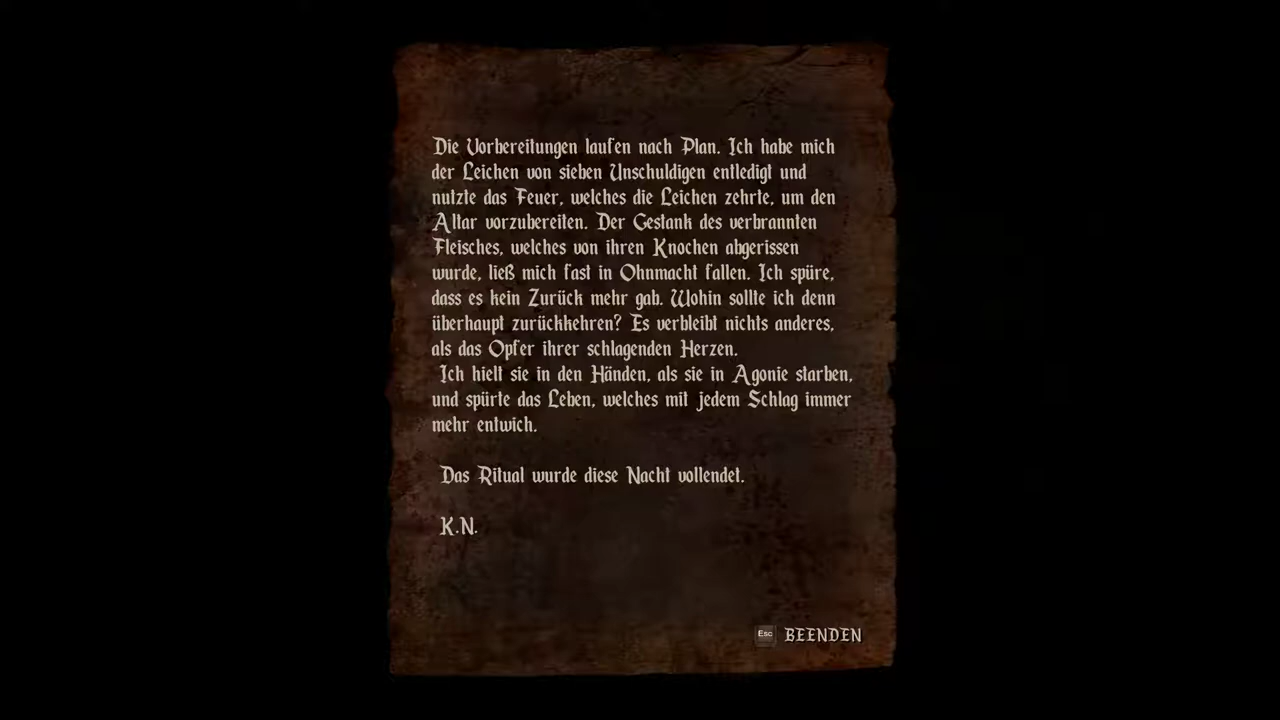 Die Vorbereitungen laufen nach Plan. Ich habe mich
der Leichen von sieben Unschuldigen entledigt und
nutzte das Feuer, welches die Leichen zehrte, um den
Altar vorzubereiten. Der Gestank des verbrannten
Fleisches, welches von ihren Knochen abgerissen
wurde, ließ mich fast in Ohnmacht fallen. Ich spüre,
dass es kein Zurück mehr gab. Wohin sollte ich denn
überhaupt zurückkehren? Es verbleibt nichts anderes,
als das Opfer ihrer schlagenden Herzen.
Ich hielt sie in den Händen, als sie in Agonie starben,
und spürte das Leben, welches mit jedem Schlag immer
mehr entwich.
Das Ritual wurde diese Nacht vollendet.
K.N.
Esc BEENDEN